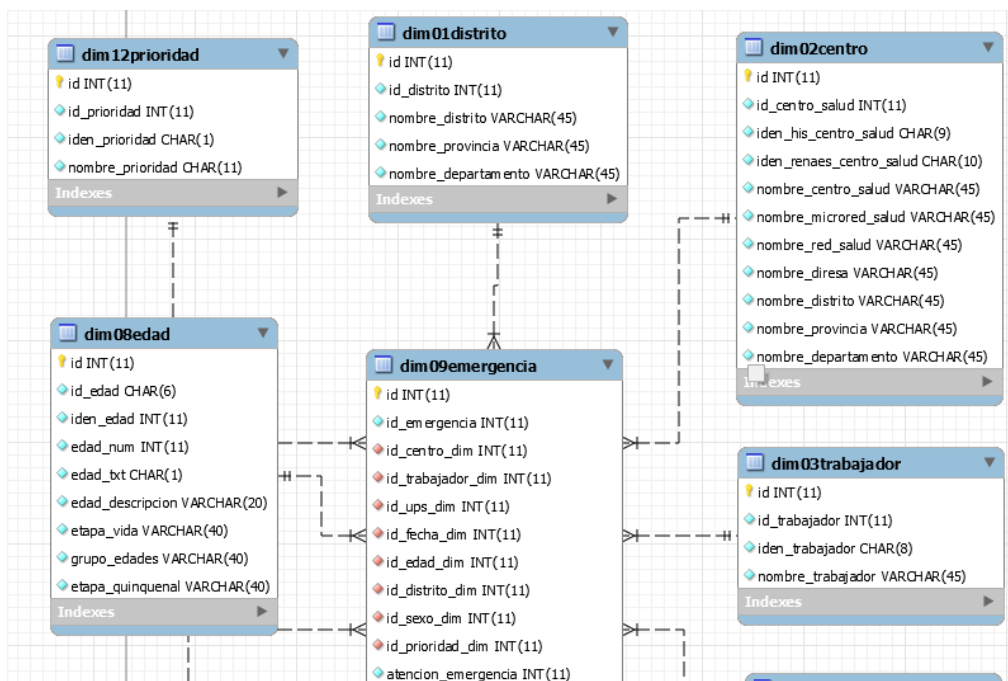 dim12prioridad
id INT(11)
id_prioridad INT(11)
iden_prioridad CHAR(1)
nombre_prioridad CHAR(11)
Indexes
dim01distrito
id INT(11)
id_distrito INT(11)
nombre_distrito VARCHAR(45)
nombre_provincia VARCHAR(45)
nombre_departamento VARCHAR(45)
Indexes
dim02centro
id INT(11)
id_centro_salud INT(11)
iden_his_centro_salud CHAR(9)
iden_renaes_centro_salud CHAR(10)
nombre_centro_salud VARCHAR(45)
nombre_microred_salud VARCHAR(45)
nombre_red_salud VARCHAR(45)
nombre_diresa VARCHAR(45)
nombre_distrito VARCHAR(45)
nombre_provincia VARCHAR(45)
nombre_departamento VARCHAR(45)
Indexes
dim08edad
id INT(11)
id_edad CHAR(6)
iden_edad INT(11)
edad_num INT(11)
edad_txt CHAR(1)
edad_descripcion VARCHAR(20)
etapa_vida VARCHAR(40)
grupo_edades VARCHAR(40)
etapa_quinquenal VARCHAR(40)
Indexes
dim09emergencia
id INT(11)
id_emergencia INT(11)
id_centro_dim INT(11)
id_trabajador_dim INT(11)
id_ups_dim INT(11)
id_fecha_dim INT(11)
id_edad_dim INT(11)
id_distrito_dim INT(11)
id_sexo_dim INT(11)
id_prioridad_dim INT(11)
atencion_emergencia INT(11)
dim03trabajador
id INT(11)
id_trabajador INT(11)
iden_trabajador CHAR(8)
nombre_trabajador VARCHAR(45)
Indexes